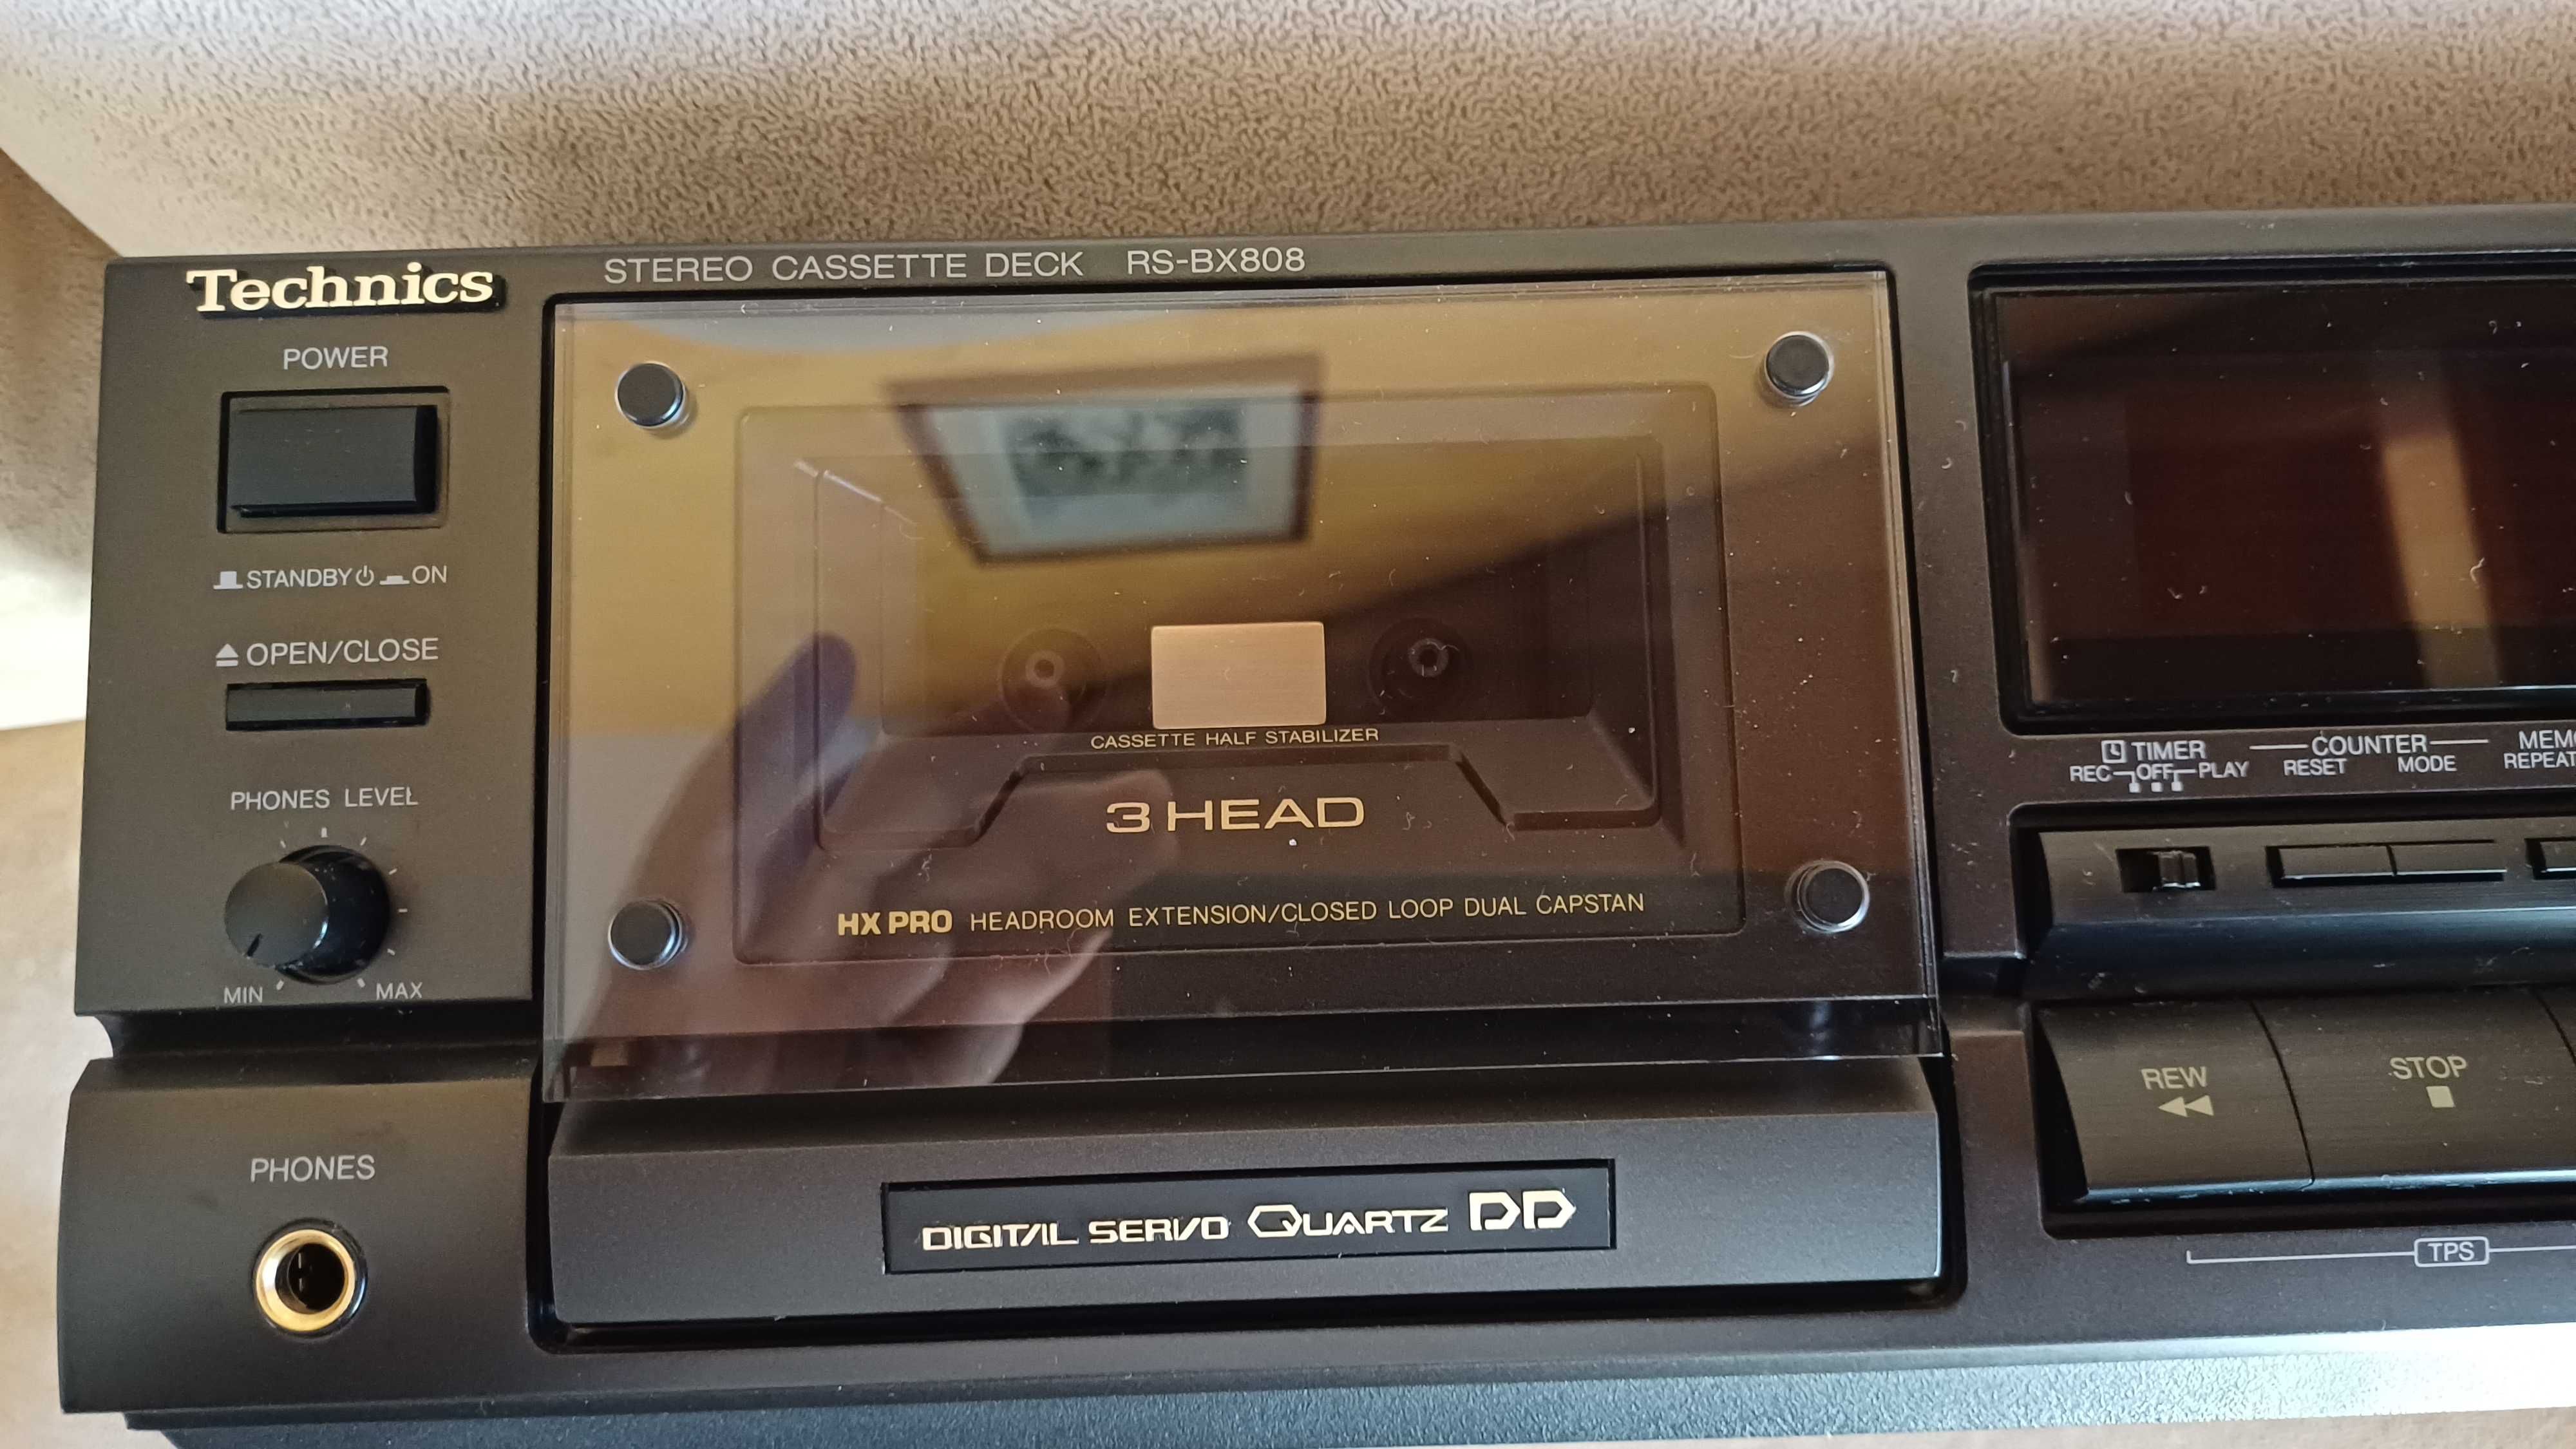 Technics
STEREO CASSETTE DECK RS-BX808
POWER
STANDBY ON
OPEN/CLOSE
PHONES LEVEL
MIN MAX
PHONES
CASSETTE HALF STABILIZER
3 HEAD
HX PRO HEADROOM EXTENSION/CLOSED LOOP DUAL CAPSTAN
DIGITAL SERVO QUARTZ DD
TIMER
REC OFF PLAY
COUNTER
RESET MODE
REW
STOP
TPS